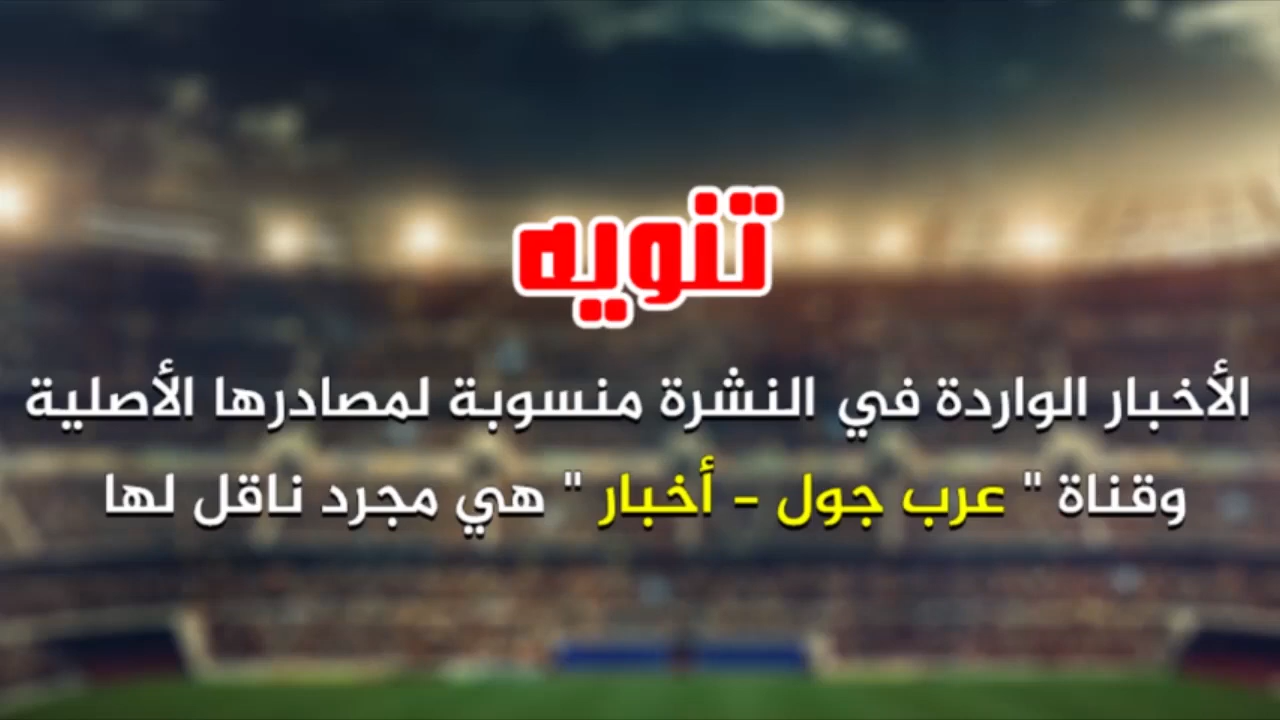 تنويه
الأخبار الواردة في النشرة منسوبة لمصادرها الأصلية
وقناة " عرب جول - أخبار " هي مجرد ناقل لها